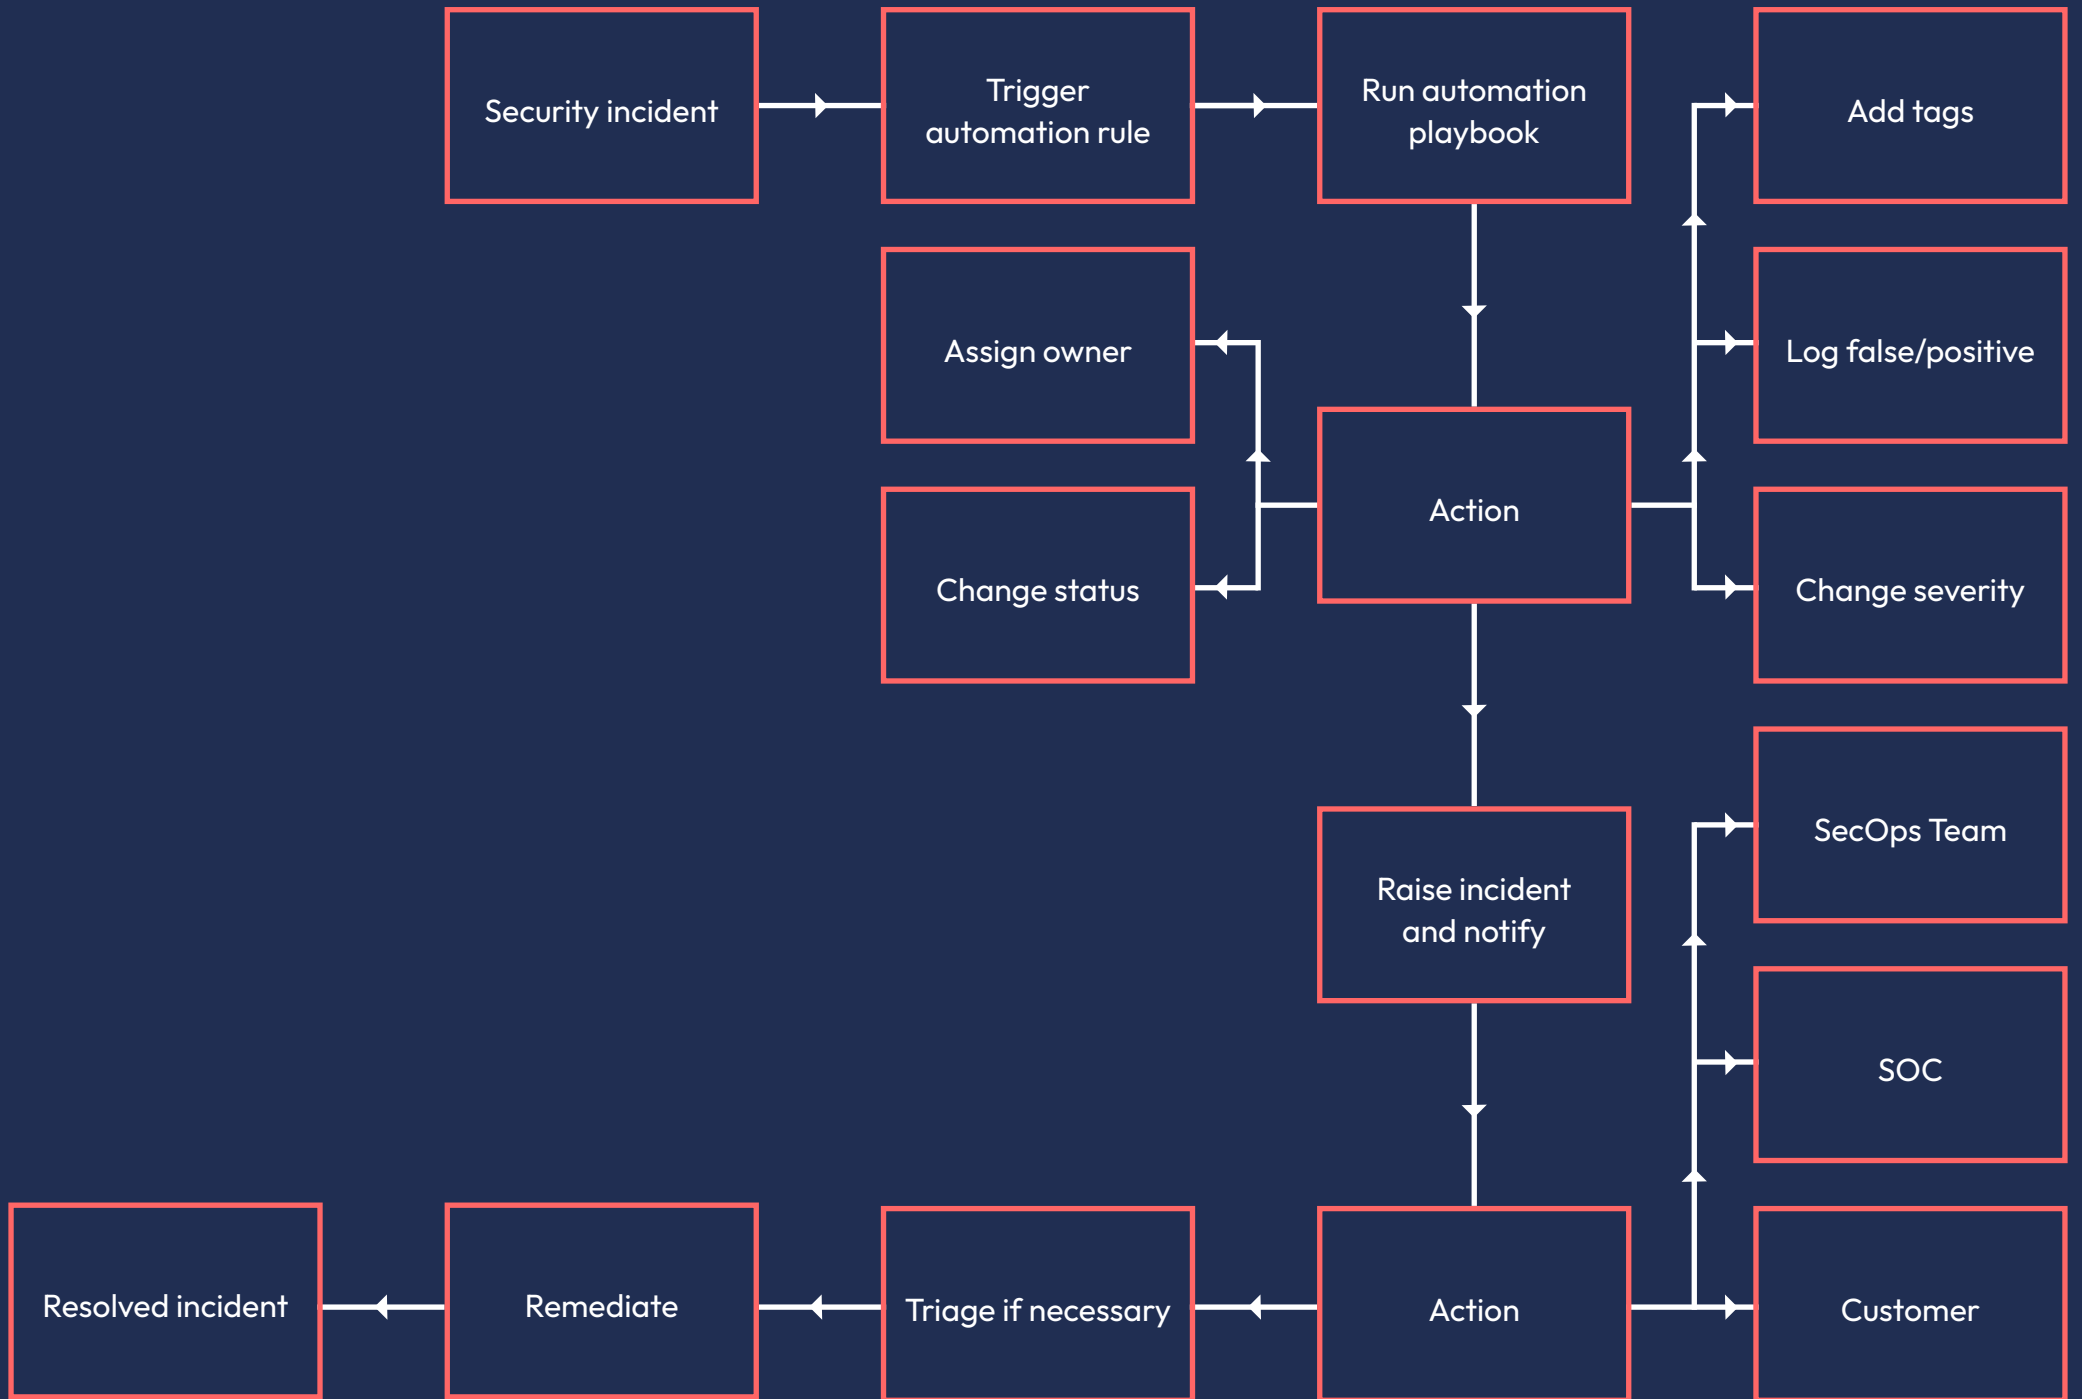 Security incident
Trigger
automation rule
Run automation
playbook
Add tags
Assign owner
Log false/positive
Action
Change status
Change severity
SecOps Team
Raise incident
and notify
SOC
Resolved incident
Remediate
Triage if necessary
Action
Customer